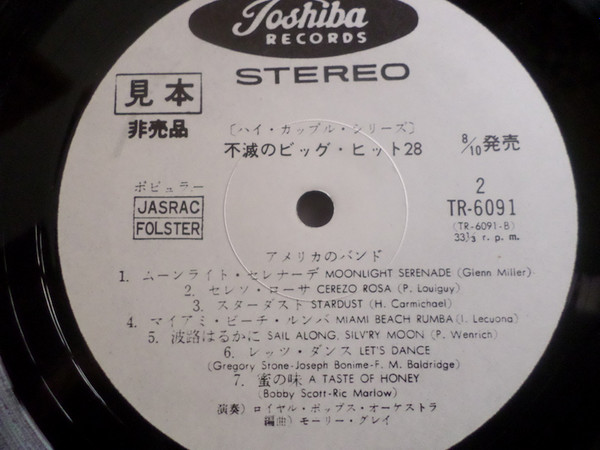 Toshiba
RECORDS
STEREO
見本
非売品
〔ハイ・カップル・シリーズ〕
不滅のビッグ・ヒット28
8/10発売
ポピュラー
JASRAC
FOLSTER
2
TR-6091
(TR-6091-B)
33⅓ r. p. m.
アメリカのバンド
1. ムーンライト・セレナーデ MOONLIGHT SERENADE (Glenn Miller)
2. セレソ・ローサ CEREZO ROSA (P. Louiguy)
3. スターダスト STARDUST (H. Carmichael)
4. マイアミ・ビーチ・ルンバ MIAMI BEACH RUMBA (I. Lecuona)
5. 波路はるかに SAIL ALONG, SILV'RY MOON (P. Wenrich)
6. レッツ・ダンス LET'S DANCE
(Gregory Stone-Joseph Bonime-F. M. Baldridge)
7. 蜜の味 A TASTE OF HONEY
(Bobby Scott-Ric Marlow)
演奏) ロイヤル・ポップス・オーケストラ
編曲) モーリー・グレイ